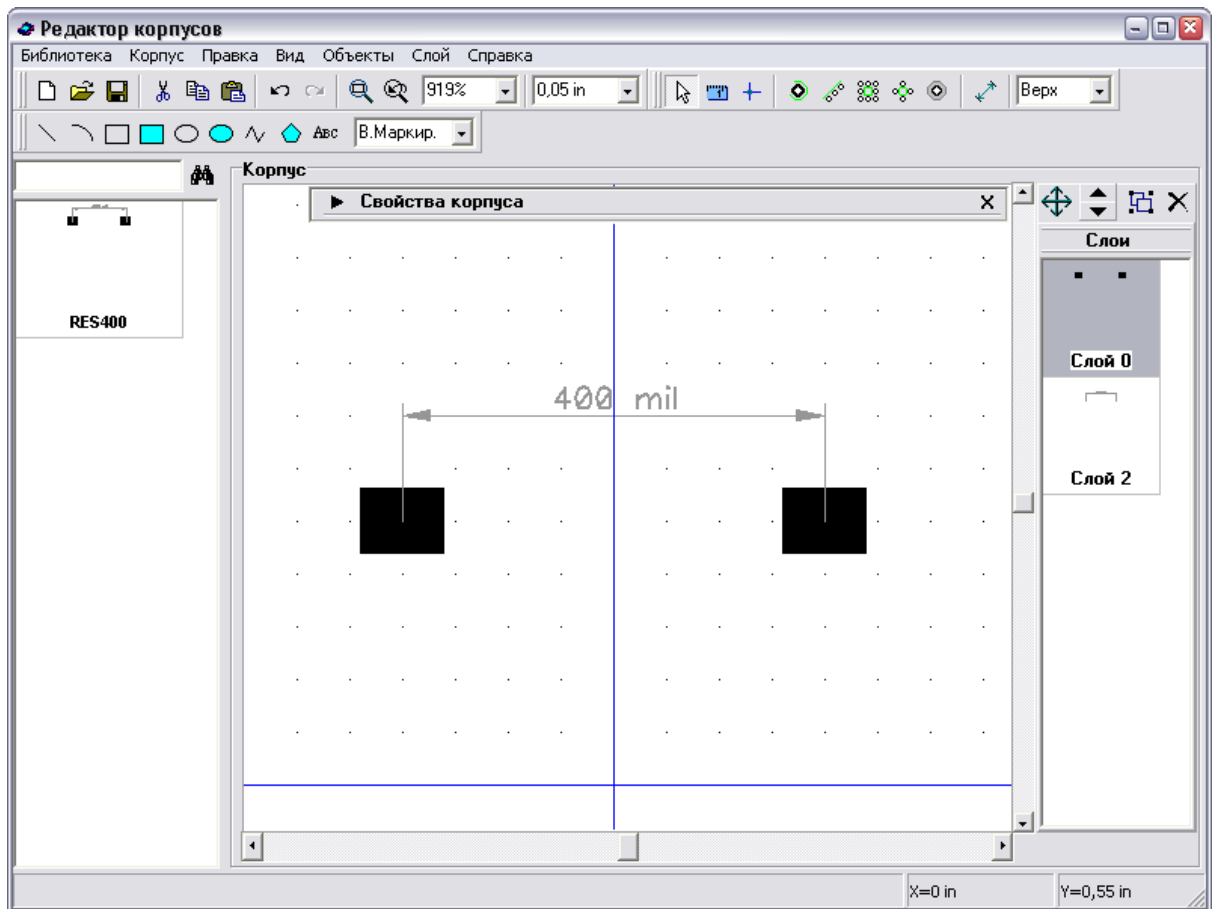 Редактор корпусов
Библиотека Корпус Правка Вид Объекты Слой Справка
919% 0,05 in Верх
Abc В.Маркир.
Корпус
Свойства корпуса
Слои
RES400
Слой 0
400 mil
Слой 2
X=0 in Y=0,55 in